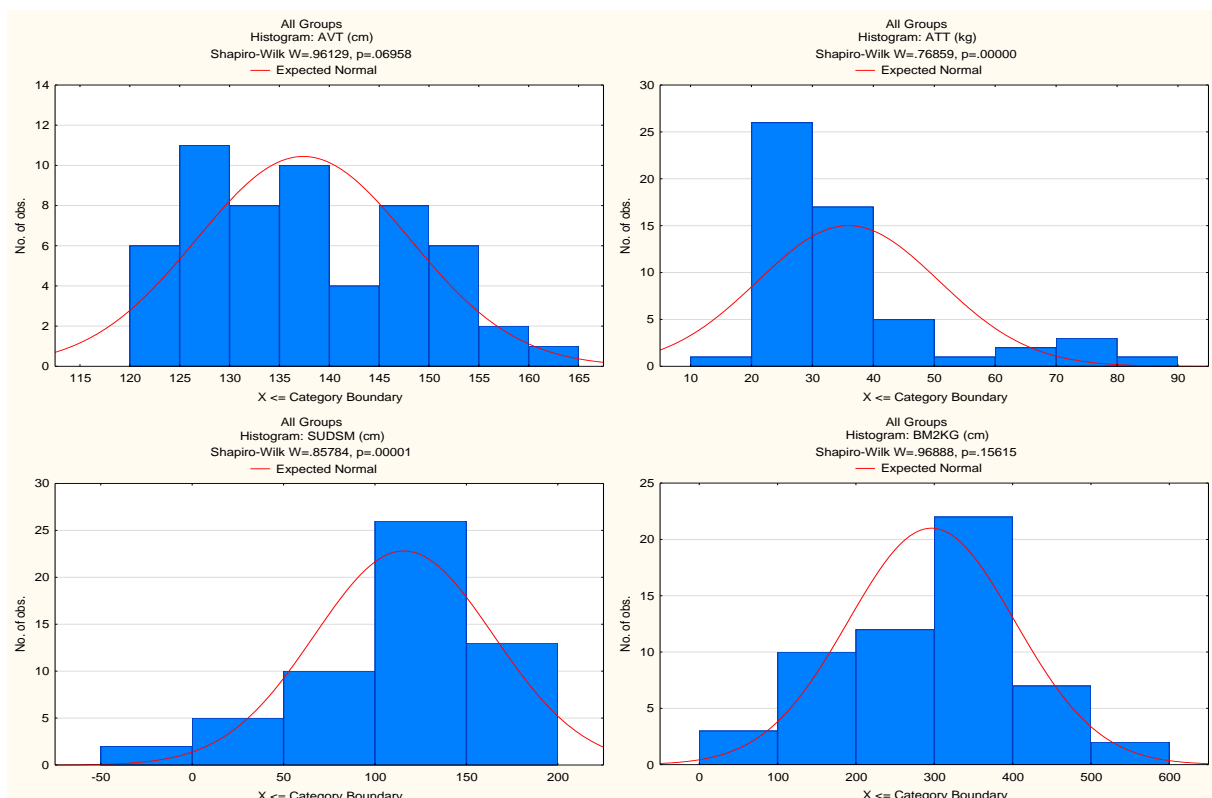 All Groups
Histogram: AVT (cm)
Shapiro-Wilk W=.96129, p=.06958
Expected Normal
14
12
10
8
6
4
2
0
No. of obs.
115 120 125 130 135 140 145 150 155 160 165
X <= Category Boundary
All Groups
Histogram: ATT (kg)
Shapiro-Wilk W=.76859, p=.00000
Expected Normal
30
25
20
15
10
5
0
No. of obs.
10 20 30 40 50 60 70 80 90
X <= Category Boundary
All Groups
Histogram: SUDSM (cm)
Shapiro-Wilk W=.85784, p=.00001
Expected Normal
30
25
20
15
10
5
0
No. of obs.
-50 0 50 100 150 200
X <= Category Boundary
All Groups
Histogram: BM2KG (cm)
Shapiro-Wilk W=.96888, p=.15615
Expected Normal
25
20
15
10
5
0
No. of obs.
0 100 200 300 400 500 600
X <= Category Boundary